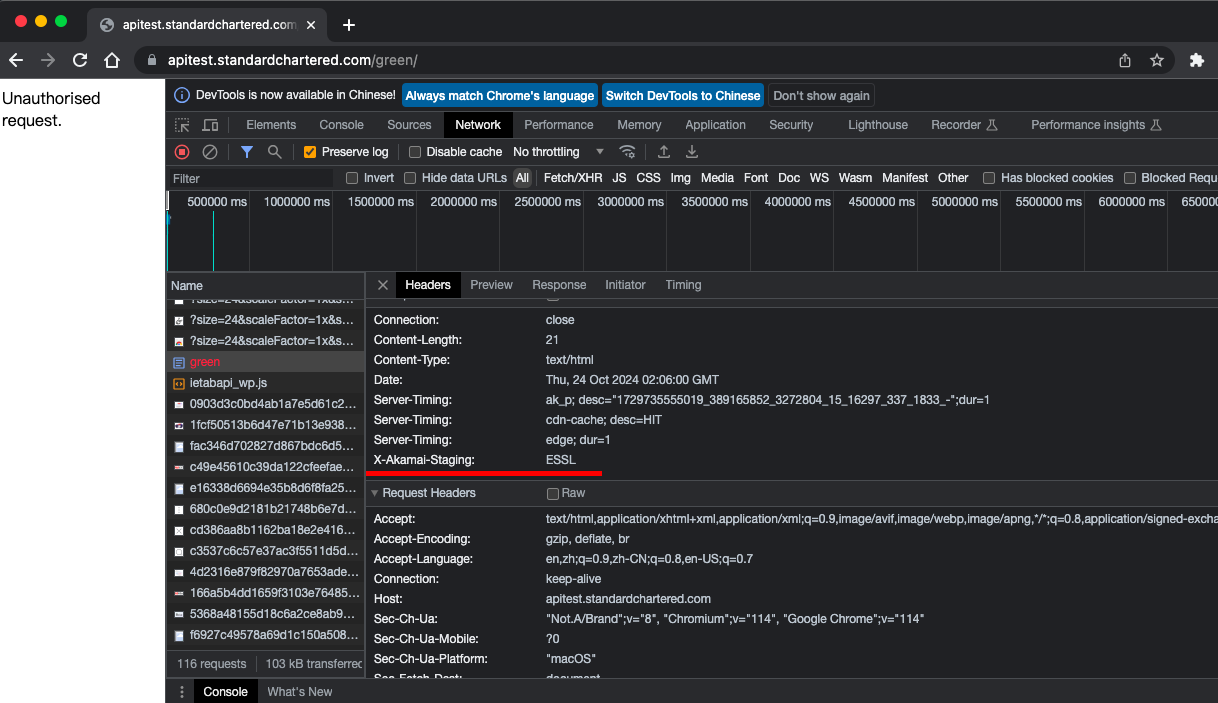 apitest.standardchartered.com
apitest.standardchartered.com/green/
Unauthorised
request.
DevTools is now available in Chinese! Always match Chrome's language Switch DevTools to Chinese Don't show again
Elements Console Sources Network Performance Memory Application Security Lighthouse Recorder Performance insights
Preserve log Disable cache No throttling
Filter Invert Hide data URLs All Fetch/XHR JS CSS Img Media Font Doc WS Wasm Manifest Other Has blocked cookies Blocked Requ
500000 ms 1000000 ms 1500000 ms 2000000 ms 2500000 ms 3000000 ms 3500000 ms 4000000 ms 4500000 ms 5000000 ms 5500000 ms 6000000 ms 65000
Name
?size=24&scaleFactor=1x&s...
?size=24&scaleFactor=1x&s...
?size=24&scaleFactor=1x&s...
green
ietabapi_wp.js
0903d3c0bd4ab1a7e5d61c2...
1fcf50513b6d47e71b13e938...
fac346d702827d867bdc6d5...
c49e45610c39da122cfeefae...
e16338d6694e35b8d6f8fa25...
680c0e9d2181b21748b6e7d...
cd386aa8b1162ba18e2e416...
c3537c6c57e37ac3f5511d5d...
4d2316e879f82970a7653ade...
166a5b4dd1659f3103e76485...
5368a48155d18c6a2ce8ab9...
f6927c49578a69d1c150a508...
116 requests 103 kB transferred
Headers Preview Response Initiator Timing
Connection: close
Content-Length: 21
Content-Type: text/html
Date: Thu, 24 Oct 2024 02:06:00 GMT
Server-Timing: ak_p; desc="1729735555019_389165852_3272804_15_16297_337_1833_-";dur=1
Server-Timing: cdn-cache; desc=HIT
Server-Timing: edge; dur=1
X-Akamai-Staging: ESSL
Request Headers Raw
Accept: text/html,application/xhtml+xml,application/xml;q=0.9,image/avif,image/webp,image/apng,*/*;q=0.8,application/signed-excha
Accept-Encoding: gzip, deflate, br
Accept-Language: en,zh;q=0.9,zh-CN;q=0.8,en-US;q=0.7
Connection: keep-alive
Host: apitest.standardchartered.com
Sec-Ch-Ua: "Not.A/Brand";v="8", "Chromium";v="114", "Google Chrome";v="114"
Sec-Ch-Ua-Mobile: ?0
Sec-Ch-Ua-Platform: "macOS"
Sec-Fetch-Dest: document
Console What's New